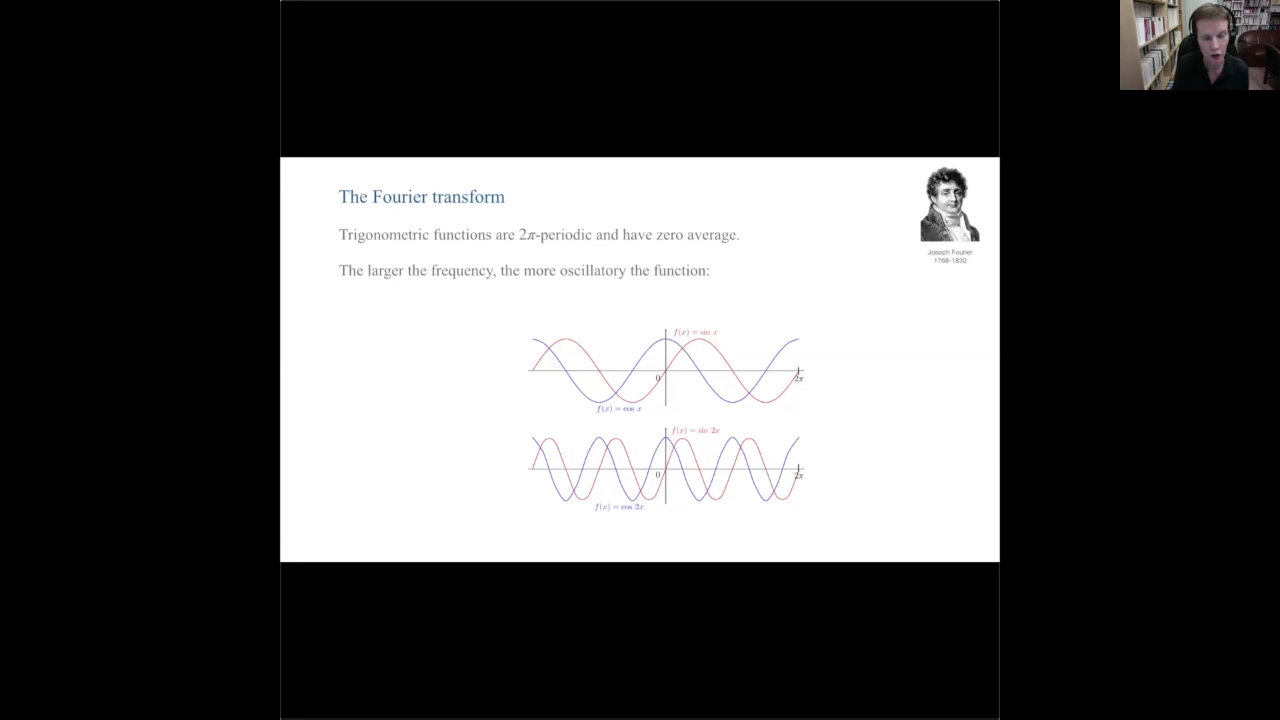 The Fourier transform
Trigonometric functions are 2π-periodic and have zero average.
The larger the frequency, the more oscillatory the function:
Joseph Fourier
1768-1830
f(x) = sin x
0
2π
f(x) = cos x
f(x) = sin 2x
0
2π
f(x) = cos 2x